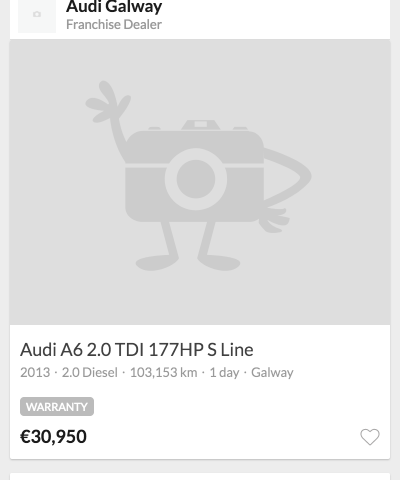 Audi Galway
Franchise Dealer
Audi A6 2.0 TDI 177HP S Line
2013 · 2.0 Diesel · 103,153 km · 1 day · Galway
WARRANTY
€30,950